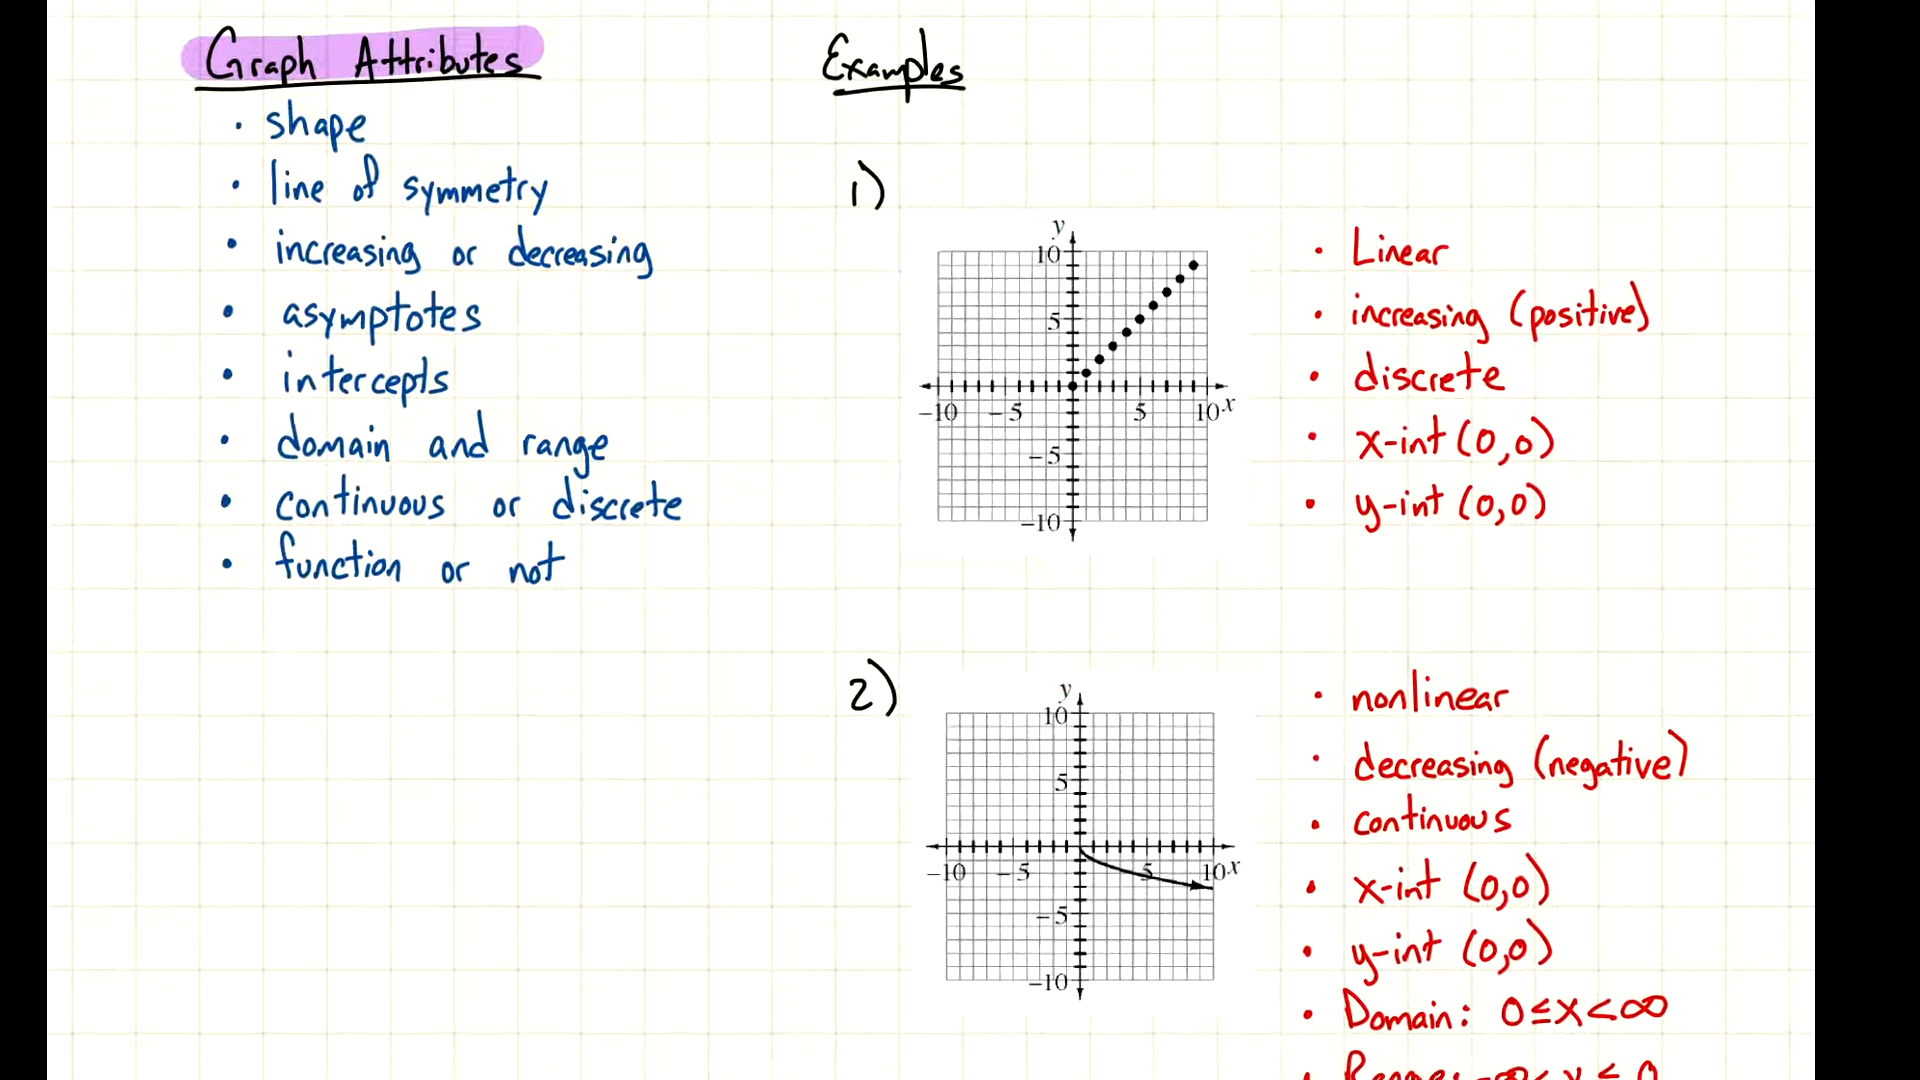 Graph Attributes
• shape
• line of symmetry
• increasing or decreasing
• asymptotes
• intercepts
• domain and range
• continuous or discrete
• function or not
Examples
1)
y
10
5
−10 −5 5 10 x
−5
−10
• Linear
• increasing (positive)
• discrete
• x-int (0,0)
• y-int (0,0)
2)
y
10
5
−10 −5 5 10 x
−5
−10
• nonlinear
• decreasing (negative)
• continuous
• x-int (0,0)
• y-int (0,0)
• Domain: 0≤x<∞
• Range: -∞<y≤0